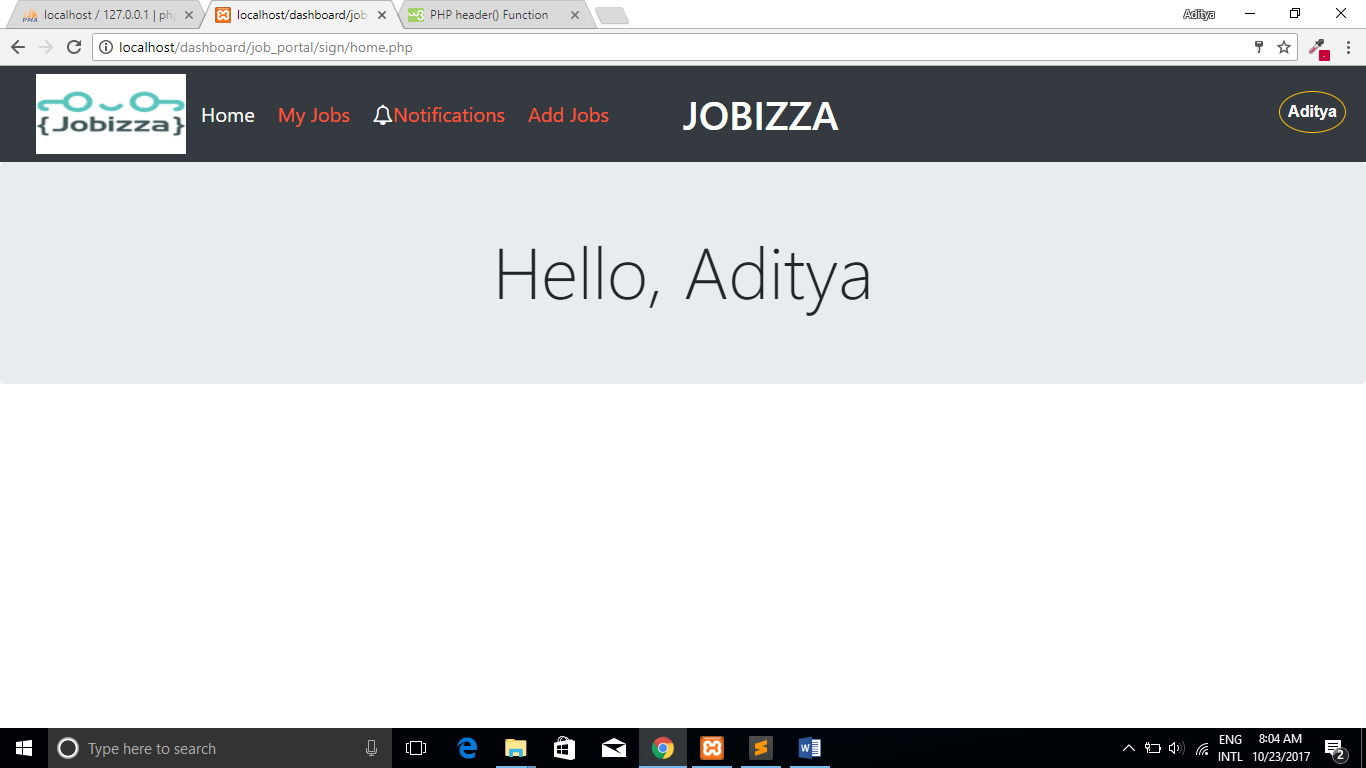 localhost / 127.0.0.1 | ph
localhost/dashboard/job
PHP header() Function
Aditya
localhost/dashboard/job_portal/sign/home.php
{Jobizza}
Home
My Jobs
Notifications
Add Jobs
JOBIZZA
Aditya
Hello, Aditya
Type here to search
ENG
INTL
8:04 AM
10/23/2017
2